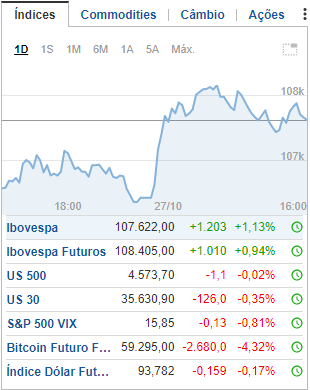 Índices Commodities Câmbio Ações
1D 1S 1M 6M 1A 5A Máx.
108k
107k
18:00 27/10 16:00
Ibovespa 107.622,00 +1.203 +1,13%
Ibovespa Futuros 108.405,00 +1.010 +0,94%
US 500 4.573,70 -1,1 -0,02%
US 30 35.630,90 -126,0 -0,35%
S&P 500 VIX 15,85 -0,13 -0,81%
Bitcoin Futuro F... 59.295,00 -2.680,0 -4,32%
Índice Dólar Fut... 93,782 -0,159 -0,17%